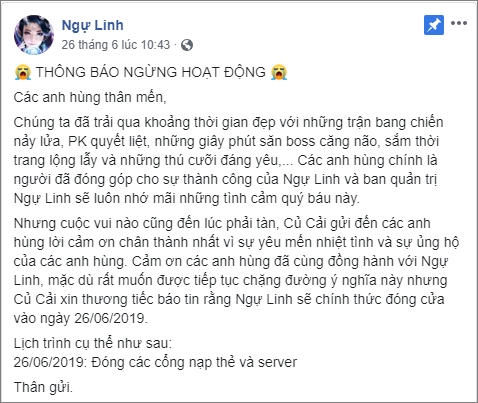 Ngự Linh
26 tháng 6 lúc 10:43 ·
😭 THÔNG BÁO NGỪNG HOẠT ĐỘNG 😭
Các anh hùng thân mến,
Chúng ta đã trải qua khoảng thời gian đẹp với những trận bang chiến
nảy lửa, PK quyết liệt, những giây phút săn boss căng não, sắm thời
trang lộng lẫy và những thú cưỡi đáng yêu,... Các anh hùng chính là
người đã đóng góp cho sự thành công của Ngự Linh và ban quản trị
Ngự Linh sẽ luôn nhớ mãi những tình cảm quý báu này.
Nhưng cuộc vui nào cũng đến lúc phải tàn, Củ Cải gửi đến các anh
hùng lời cảm ơn chân thành nhất vì sự yêu mến nhiệt tình và sự ủng hộ
của các anh hùng. Cảm ơn các anh hùng đã cùng đồng hành với Ngự
Linh, mặc dù rất muốn được tiếp tục chặng đường ý nghĩa này nhưng
Củ Cải xin thương tiếc báo tin rằng Ngự Linh sẽ chính thức đóng cửa
vào ngày 26/06/2019.
Lịch trình cụ thể như sau:
26/06/2019: Đóng các cổng nạp thẻ và server
Thân gửi.